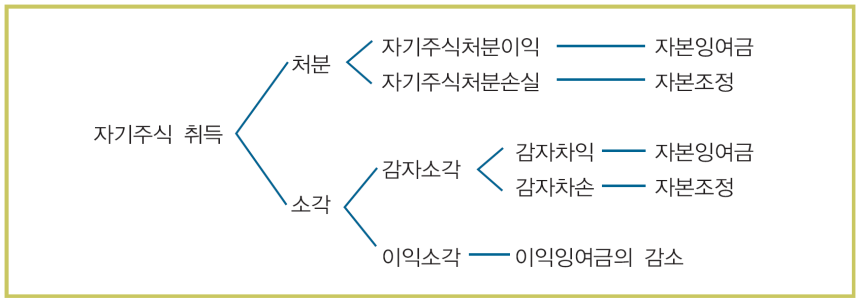 자기주식 취득
처분
자기주식처분이익
자본잉여금
자기주식처분손실
자본조정
소각
감자소각
감자차익
자본잉여금
감자차손
자본조정
이익소각
이익잉여금의 감소